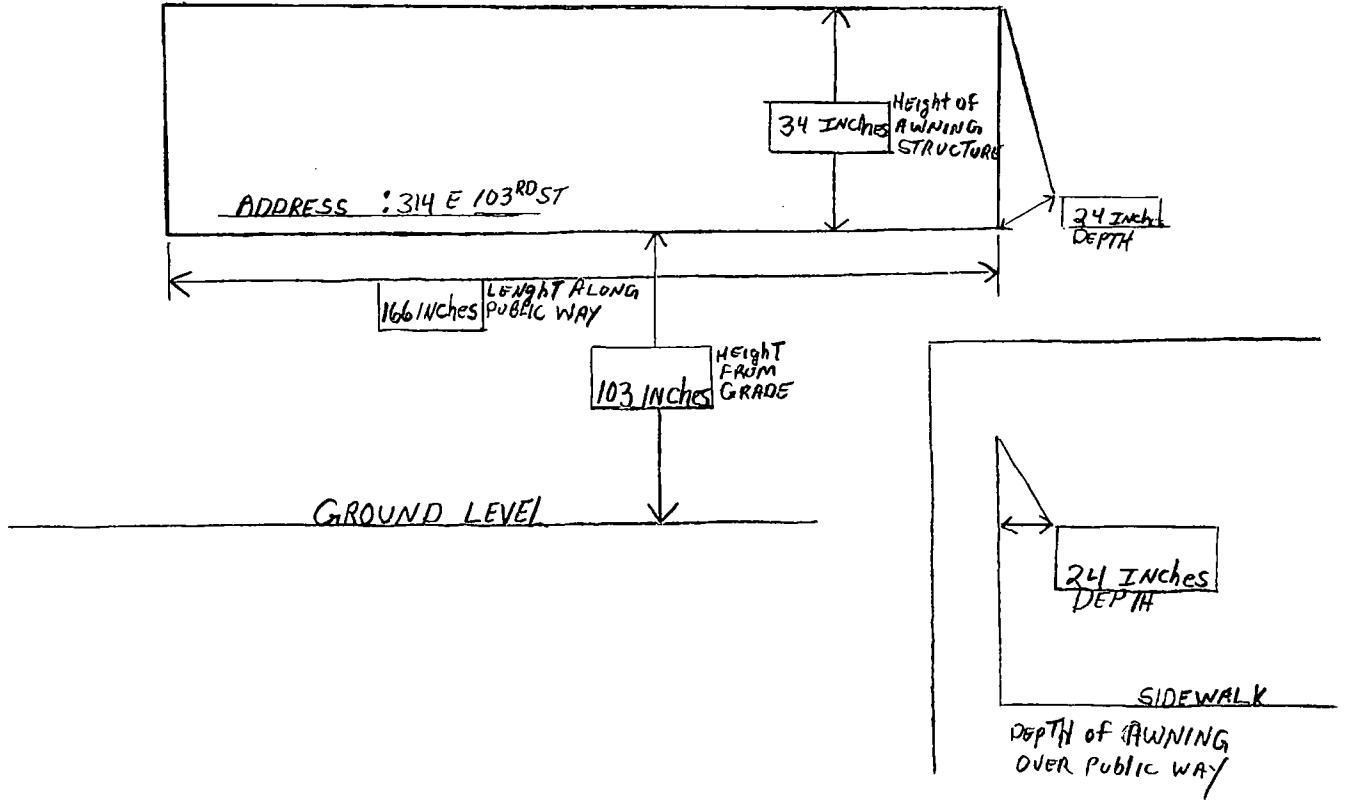 34 INches
HEight OF
AWNING
STRUCTURE
ADDRESS : 314 E 103RD ST
24 INch
DEPTH
166 INches
LENghT ALONG
PUBLIC WAY
103 INches
HEighT
FROM
GRADE
GROUND LEVEL
24 INches
DEPTH
SIDEWALK
DEPTH of AWNING
OVER PUblIC WAY